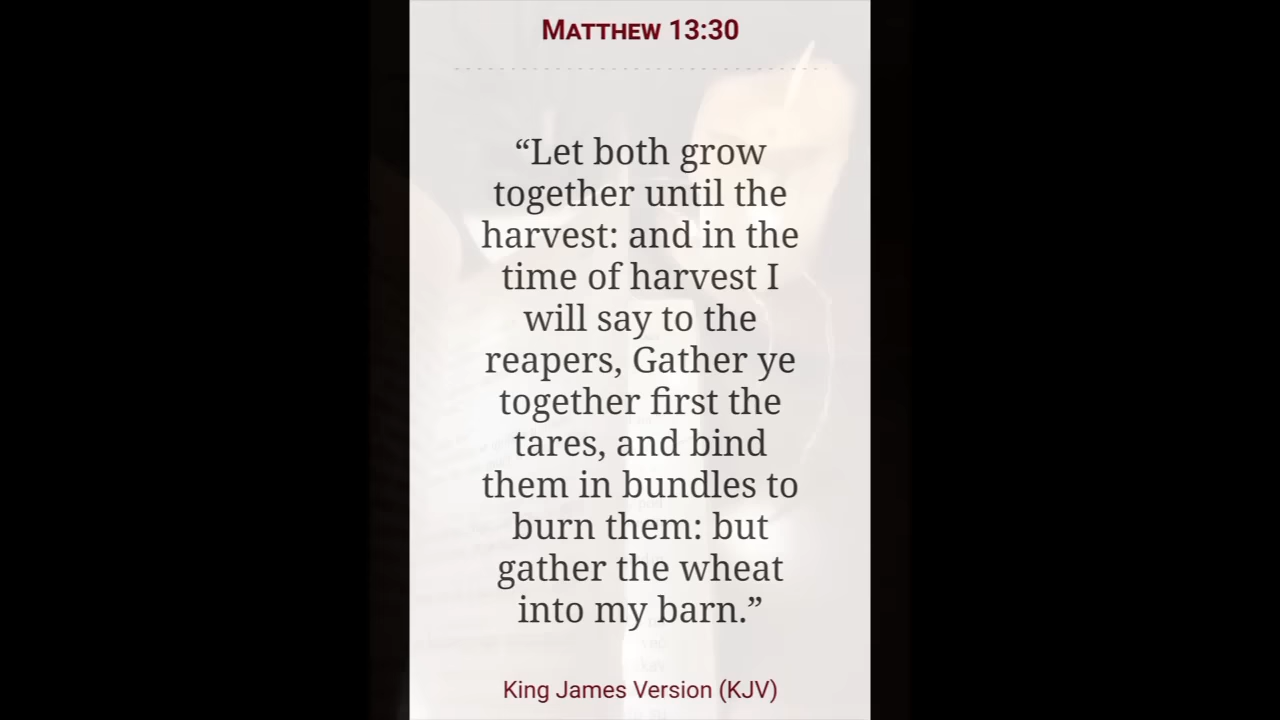 MATTHEW 13:30
“Let both grow
together until the
harvest: and in the
time of harvest I
will say to the
reapers, Gather ye
together first the
tares, and bind
them in bundles to
burn them: but
gather the wheat
into my barn.”
King James Version (KJV)